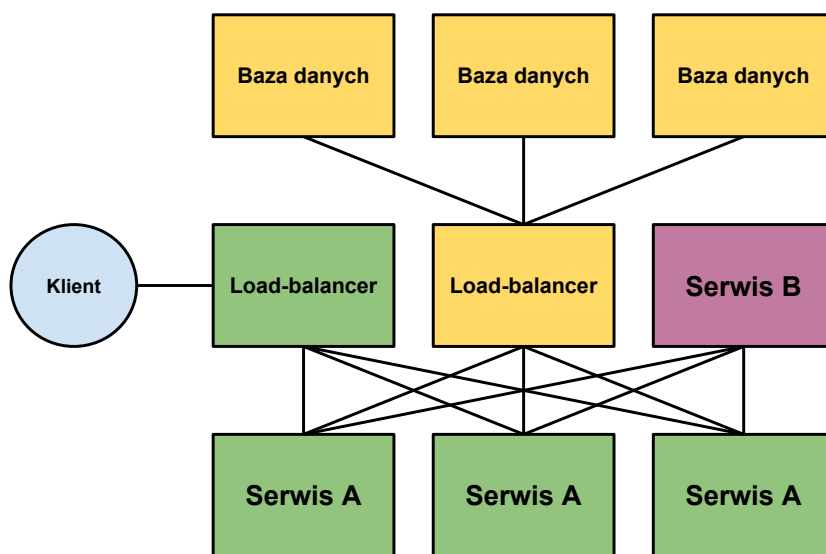 Baza danych
Baza danych
Baza danych
Klient
Load-balancer
Load-balancer
Serwis B
Serwis A
Serwis A
Serwis A